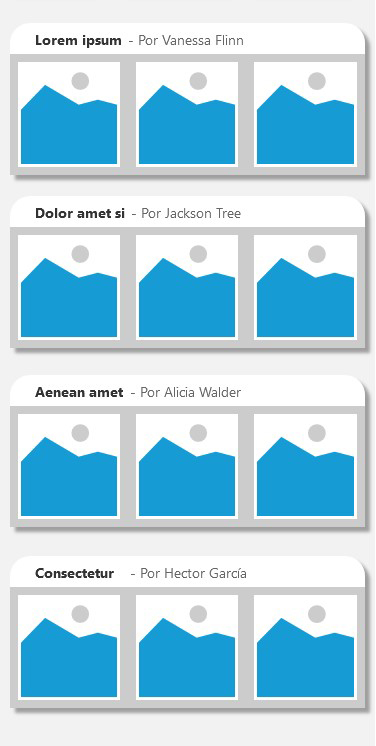 Lorem ipsum - Por Vanessa Flinn
Dolor amet si - Por Jackson Tree
Aenean amet - Por Alicia Walder
Consectetur - Por Hector García